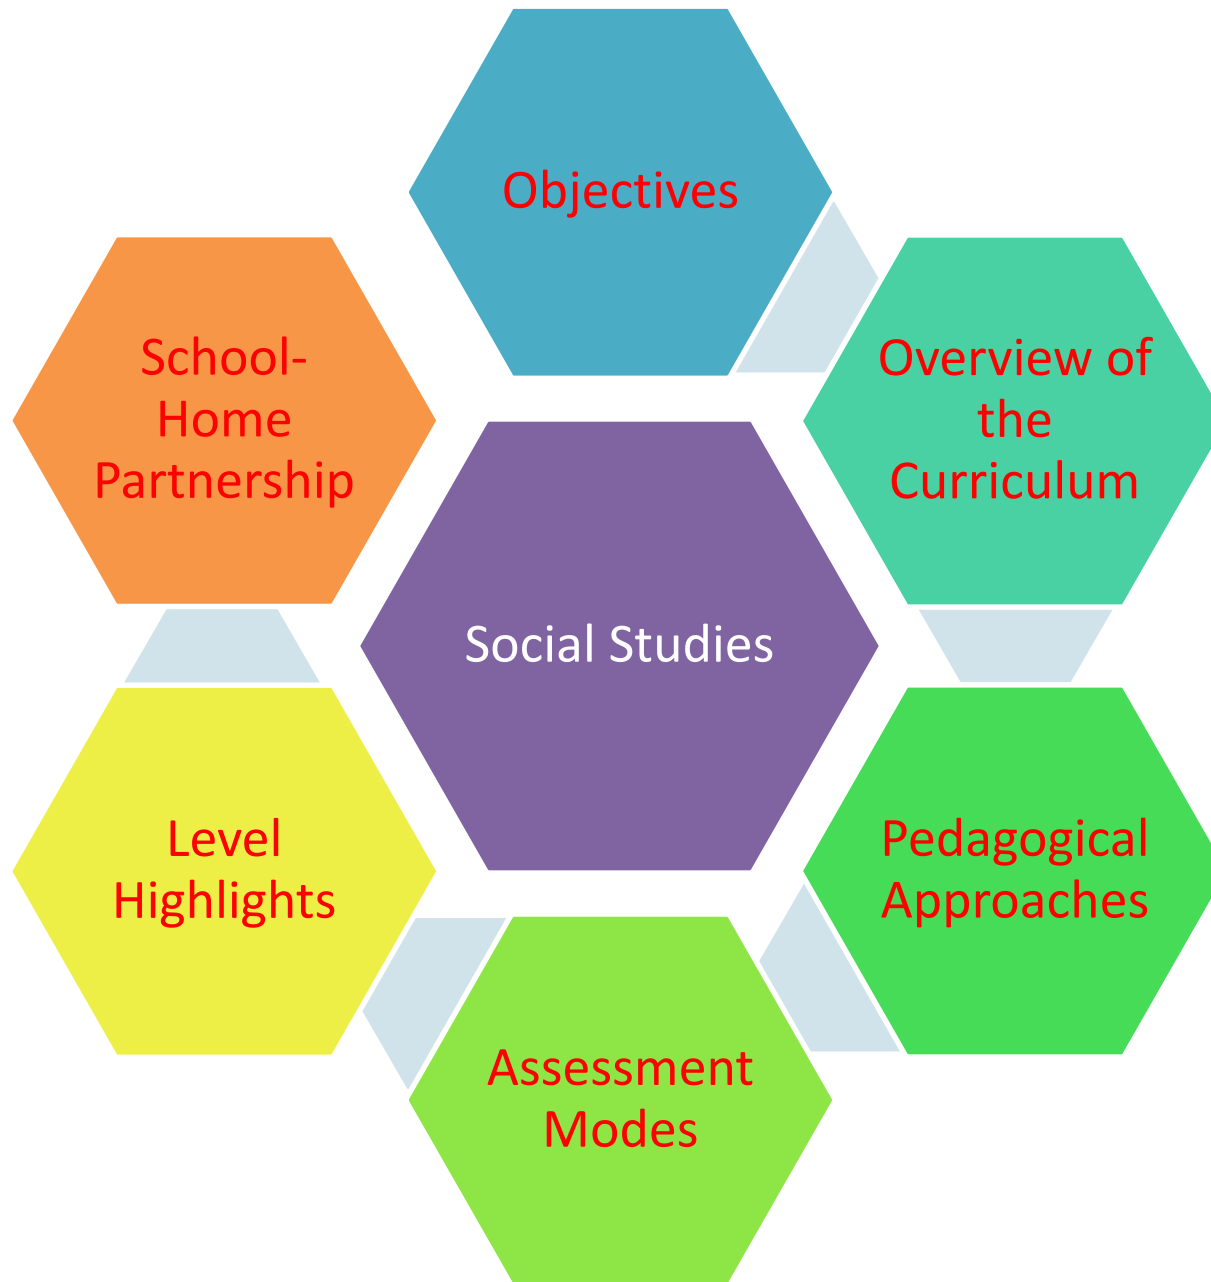 Objectives
Overview of
the
Curriculum
Pedagogical
Approaches
Assessment
Modes
Level
Highlights
School-
Home
Partnership
Social Studies